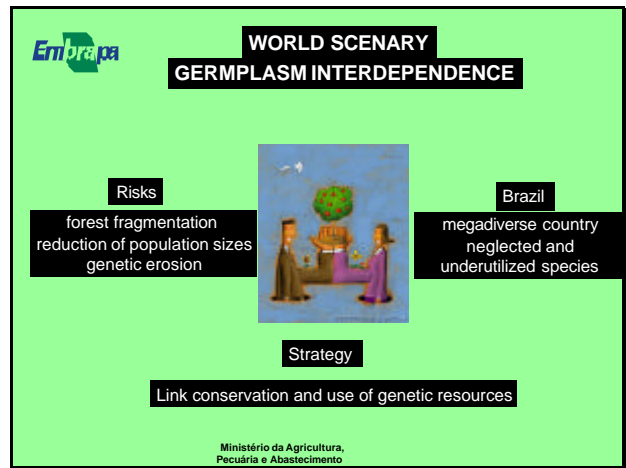 Embrapa
WORLD SCENARY
GERMPLASM INTERDEPENDENCE
Risks
forest fragmentation
reduction of population sizes
genetic erosion
Brazil
megadiverse country
neglected and
underutilized species
Strategy
Link conservation and use of genetic resources
Ministério da Agricultura,
Pecuária e Abastecimento